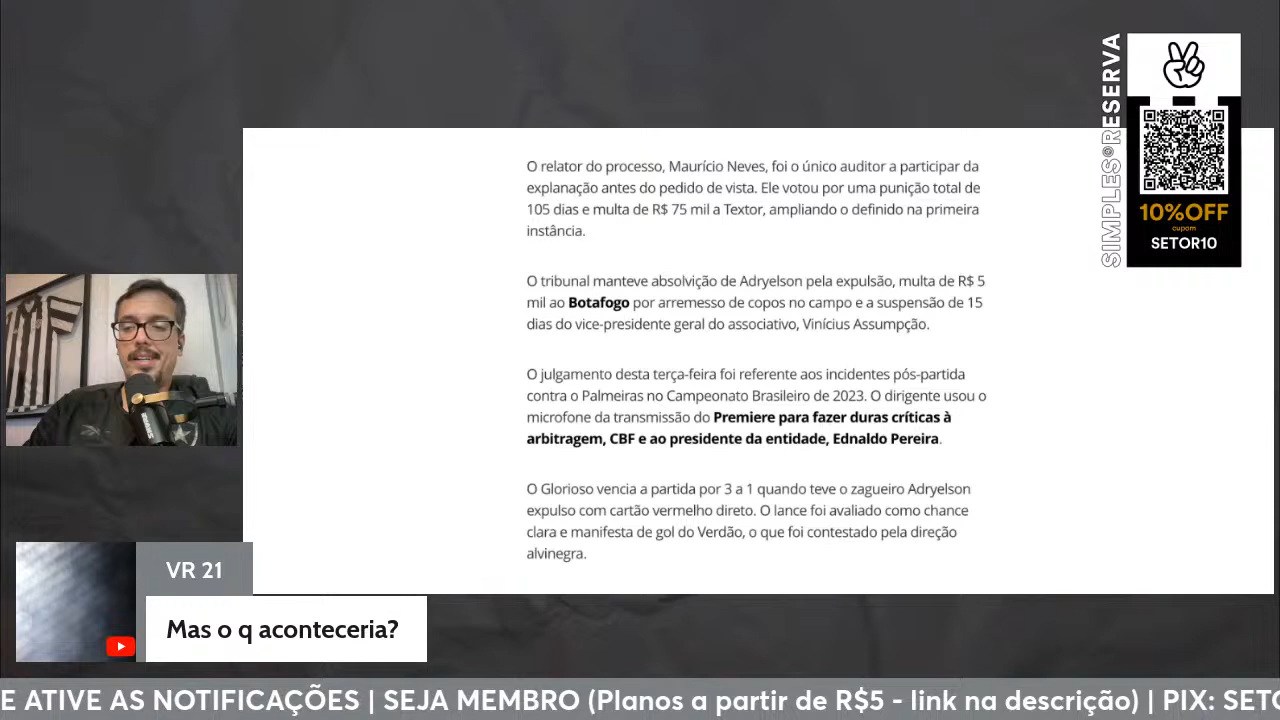 O relator do processo, Maurício Neves, foi o único auditor a participar da
explanação antes do pedido de vista. Ele votou por uma punição total de
105 dias e multa de R$ 75 mil a Textor, ampliando o definido na primeira
instância.
O tribunal manteve absolvição de Adryelson pela expulsão, multa de R$ 5
mil ao Botafogo por arremesso de copos no campo e a suspensão de 15
dias do vice-presidente geral do associativo, Vinícius Assumpção.
O julgamento desta terça-feira foi referente aos incidentes pós-partida
contra o Palmeiras no Campeonato Brasileiro de 2023. O dirigente usou o
microfone da transmissão do Premiere para fazer duras críticas à
arbitragem, CBF e ao presidente da entidade, Ednaldo Pereira.
O Glorioso vencia a partida por 3 a 1 quando teve o zagueiro Adryelson
expulso com cartão vermelho direto. O lance foi avaliado como chance
clara e manifesta de gol do Verdão, o que foi contestado pela direção
alvinegra.
SIMPLES®RESERVA
10%OFF
cupom
SETOR10
VR 21
Mas o q aconteceria?
E ATIVE AS NOTIFICAÇÕES | SEJA MEMBRO (Planos a partir de R$5 - link na descrição) | PIX: SETO